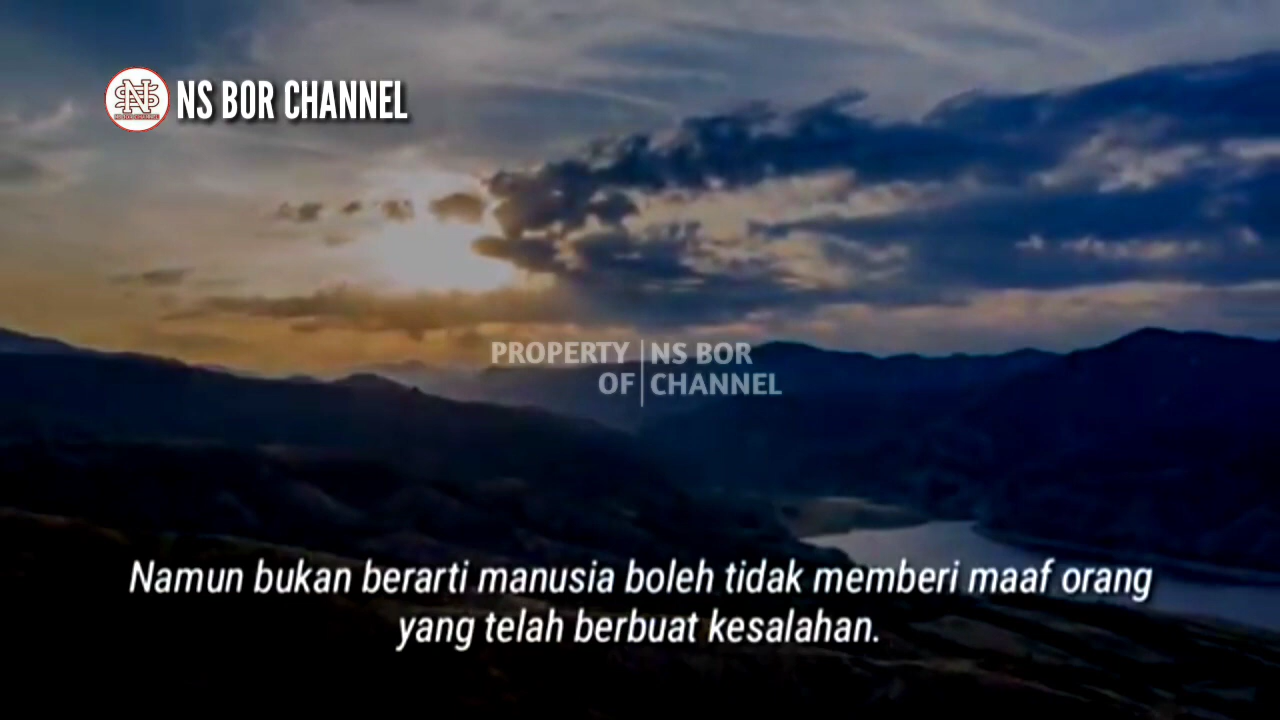 NS BOR CHANNEL
PROPERTY OF | NS BOR CHANNEL
Namun bukan berarti manusia boleh tidak memberi maaf orang
yang telah berbuat kesalahan.